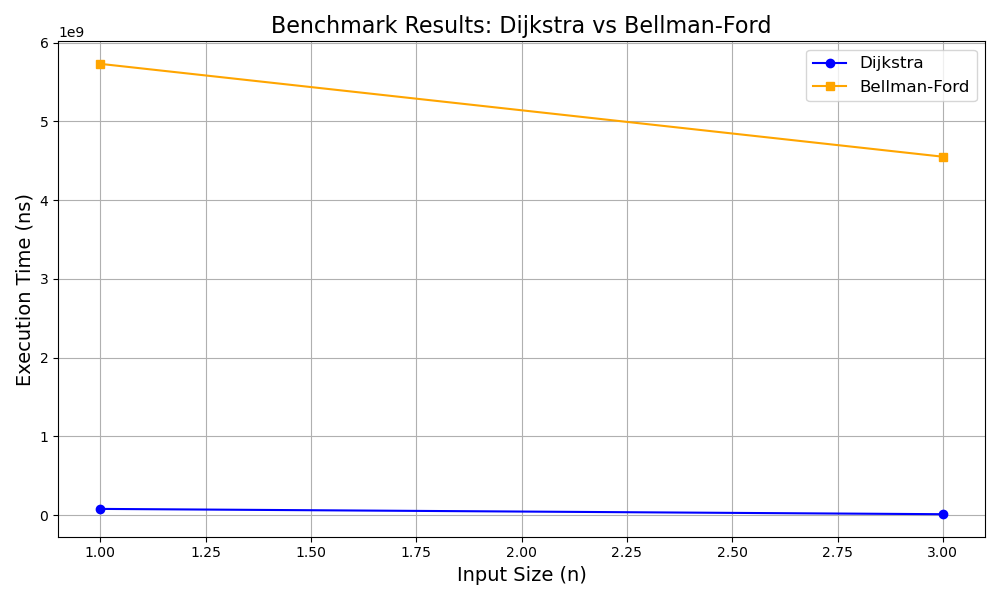 Benchmark Results: Dijkstra vs Bellman-Ford
1e9
6
5
4
3
2
1
0
Execution Time (ns)
Dijkstra
Bellman-Ford
1.00 1.25 1.50 1.75 2.00 2.25 2.50 2.75 3.00
Input Size (n)